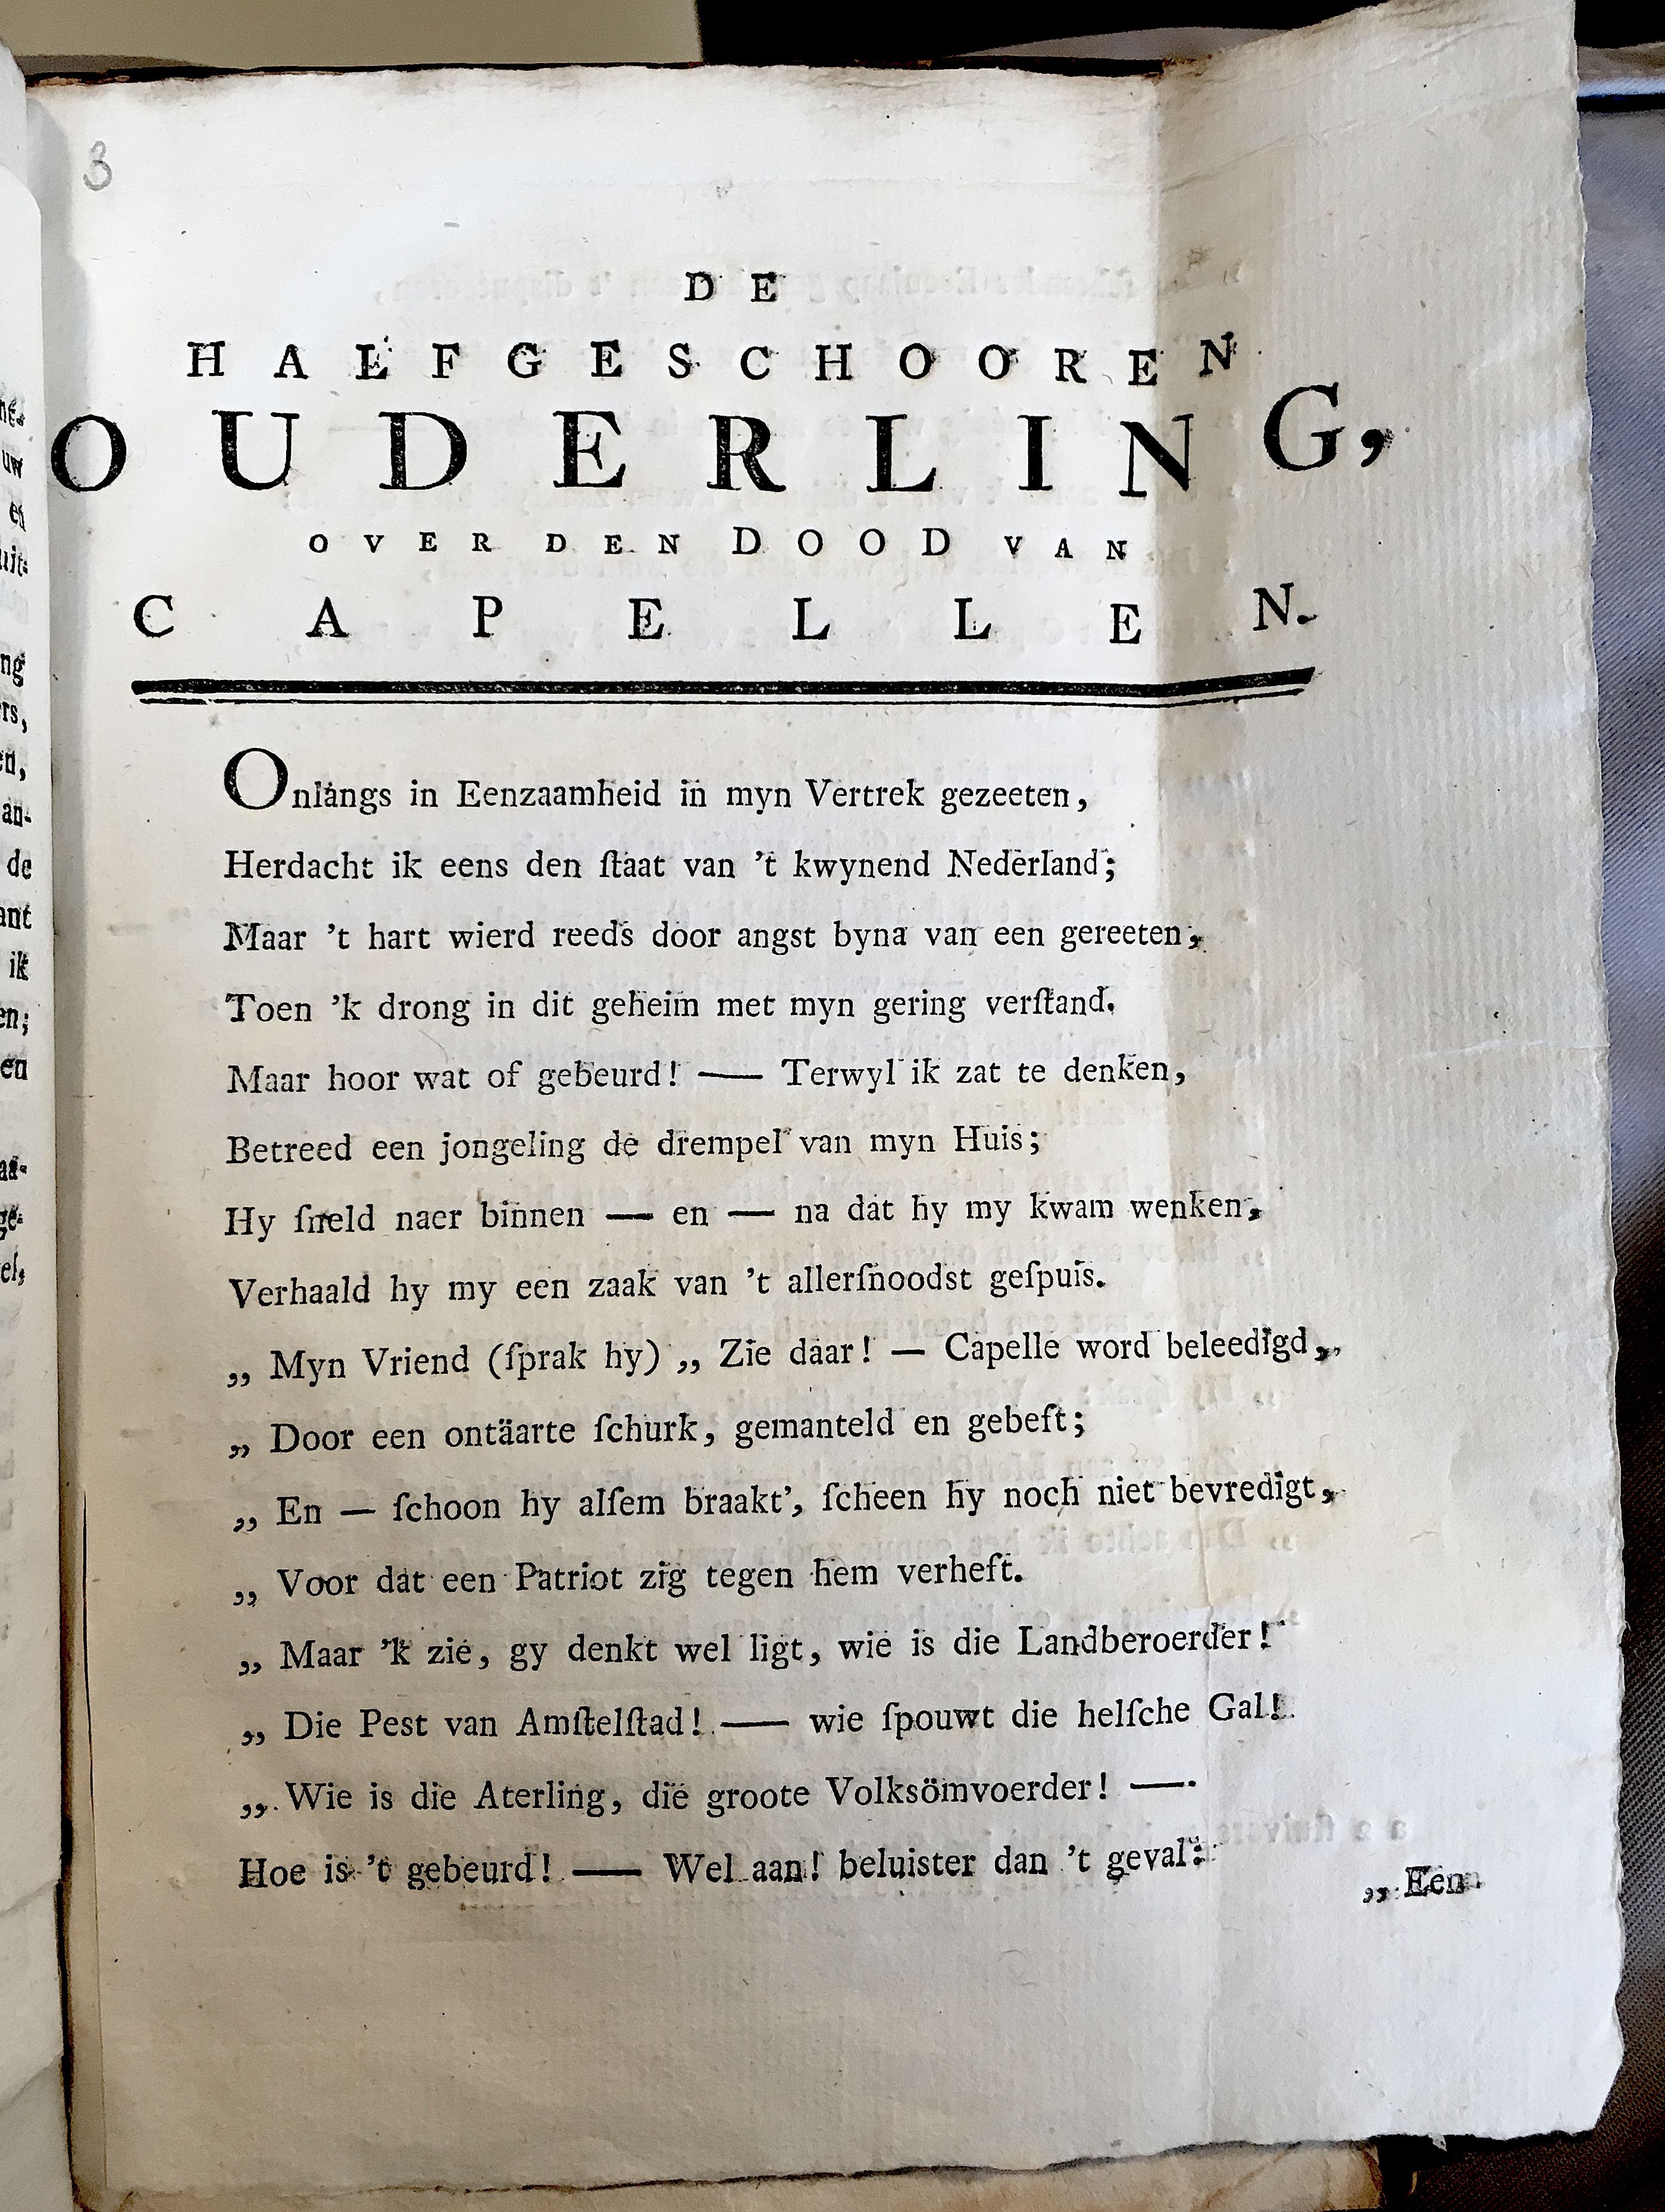 3
DE
HALFGESCHOOREN
OUDERLING,
OVER DEN DOOD VAN
CAPELLEN.
Onlangs in Eenzaamheid in myn Vertrek gezeeten,
Herdacht ik eens den ſtaat van 't kwynend Nederland;
Maar 't hart wierd reeds door angst byna van een gereeten,
Toen 'k drong in dit geheim met myn gering verſtand.
Maar hoor wat of gebeurd! — Terwyl ik zat te denken,
Betreed een jongeling de drempel van myn Huis;
Hy ſneld naer binnen — en — na dat hy my kwam wenken,
Verhaald hy my een zaak van 't allerſnoodst geſpuis.
„ Myn Vriend (ſprak hy) „ Zie daar! — Capelle word beleedigd,
„ Door een ontäarte ſchurk, gemanteld en gebeft;
„ En — ſchoon hy alſem braakt', ſcheen hy noch niet bevredigt,
„ Voor dat een Patriot zig tegen hem verheft.
„ Maar 'k zie, gy denkt wel ligt, wie is die Landberoerder!
„ Die Pest van Amſtelſtad! — wie ſpouwt die helſche Gal!
„ Wie is die Aterling, die groote Volksömvoerder! —
Hoe is 't gebeurd! — Wel aan! beluister dan 't geval:
„ Een